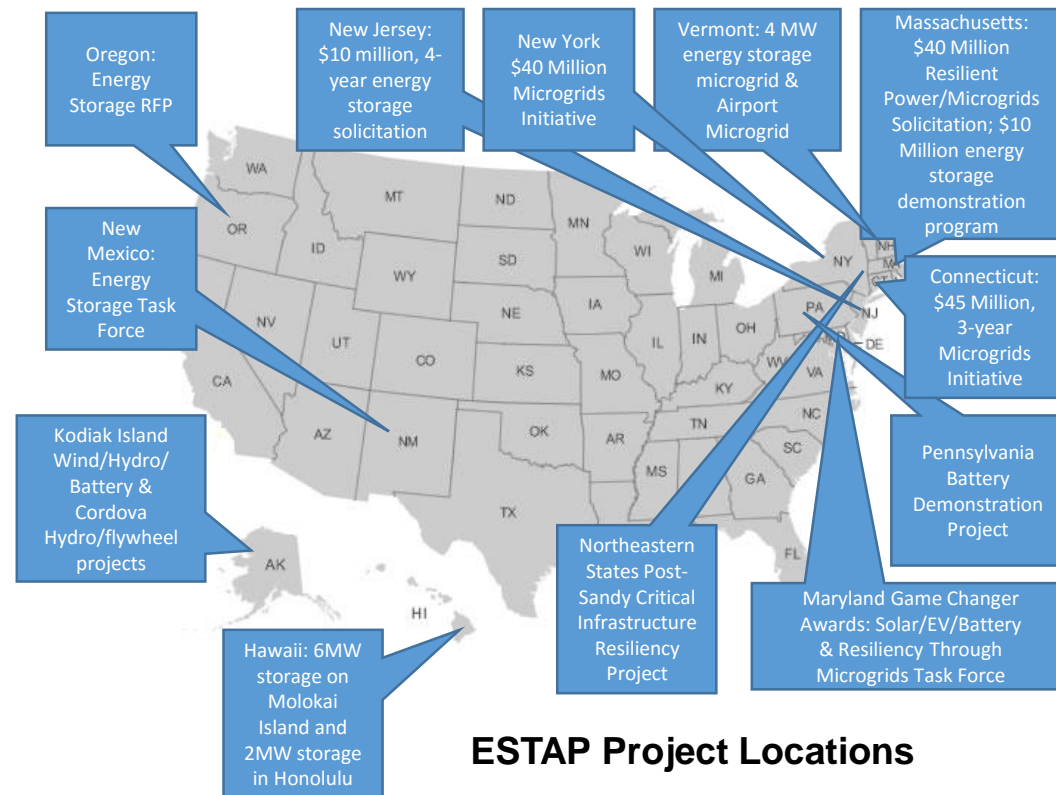 Oregon:
Energy
Storage RFP
New Jersey:
$10 million, 4-
year energy
storage
solicitation
New York
$40 Million
Microgrids
Initiative
Vermont: 4 MW
energy storage
microgrid &
Airport
Microgrid
Massachusetts:
$40 Million
Resilient
Power/Microgrids
Solicitation; $10
Million energy
storage
demonstration
program
New
Mexico:
Energy
Storage Task
Force
Connecticut:
$45 Million,
3-year
Microgrids
Initiative
Kodiak Island
Wind/Hydro/
Battery &
Cordova
Hydro/flywheel
projects
Pennsylvania
Battery
Demonstration
Project
Northeastern
States Post-
Sandy Critical
Infrastructure
Resiliency
Project
Maryland Game Changer
Awards: Solar/EV/Battery
& Resiliency Through
Microgrids Task Force
Hawaii: 6MW
storage on
Molokai
Island and
2MW storage
in Honolulu
WA
OR
MT
ID
ND
MN
SD
WI
WY
MI
NY
NH
IA
NE
PA
NJ
NV
UT
CO
IL
IN
OH
DE
WV
VA
CA
KS
MO
KY
AZ
NM
OK
AR
TN
NC
SC
MS
GA
TX
FL
AK
HI
ESTAP Project Locations